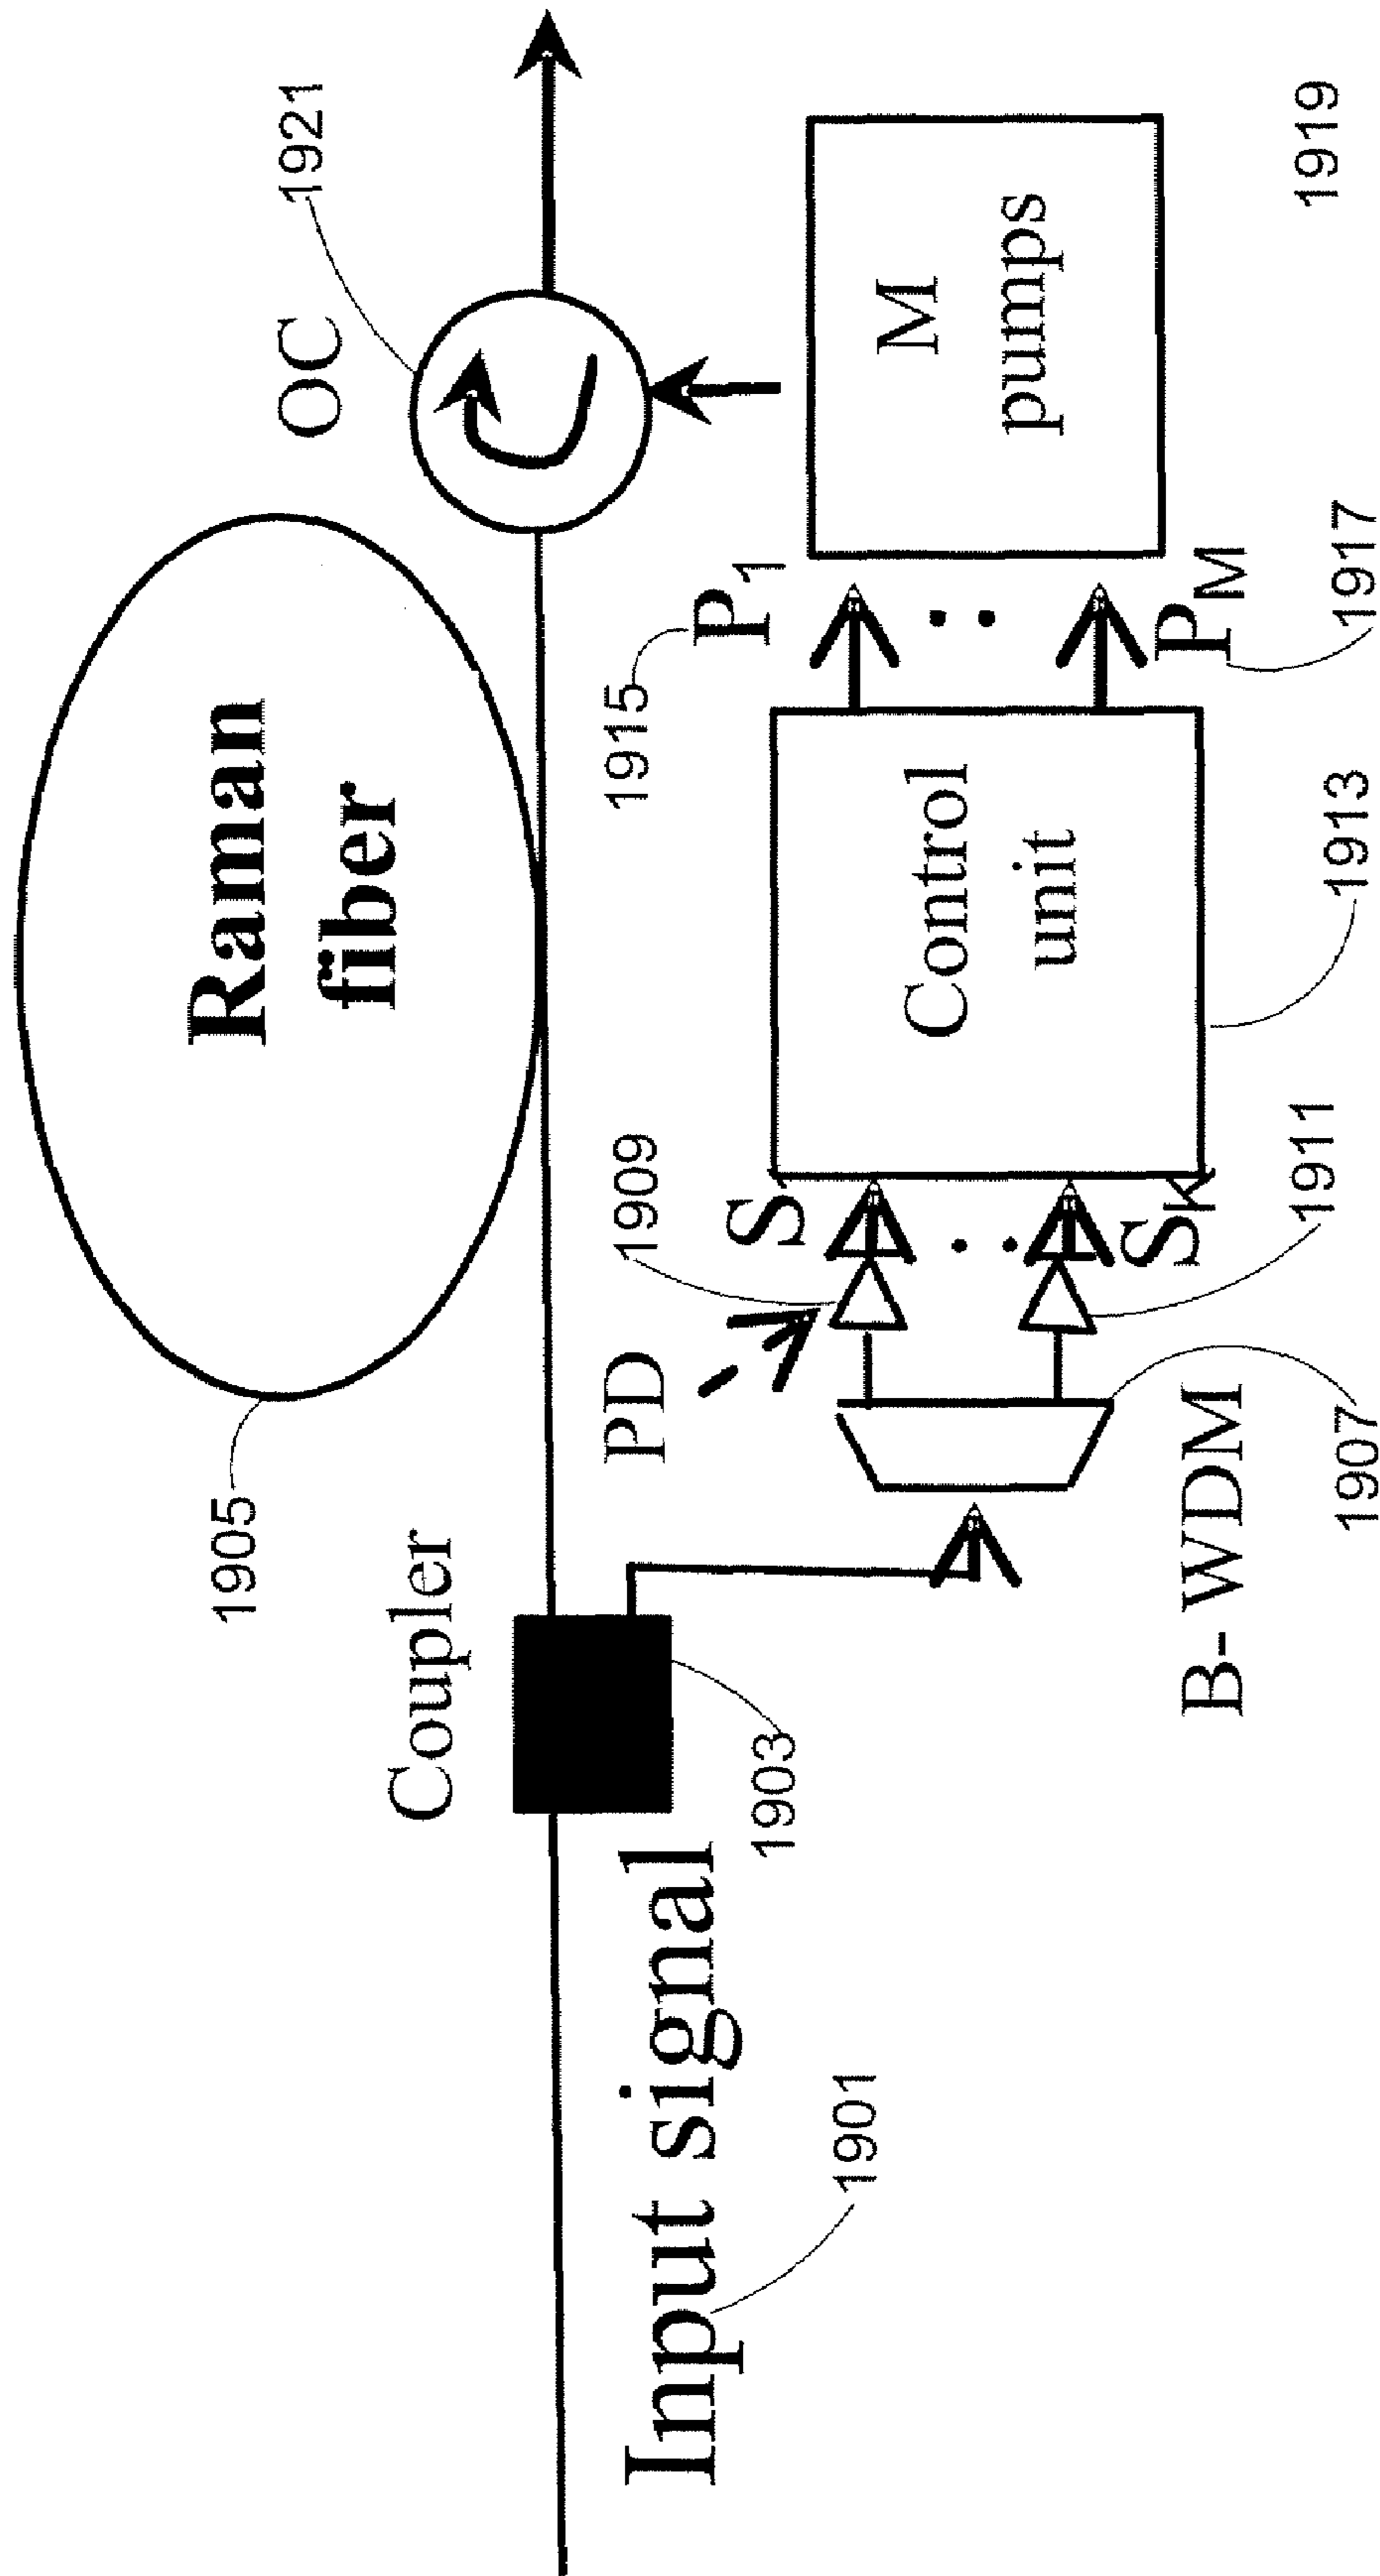 1921
OC
Raman
fiber
1905
Coupler
1903
Input signal
1901
PD
1909
1915
P1
S
Control
unit
M
pumps
SK
PM
1911
B- WDM
1907
1913
1917
1919